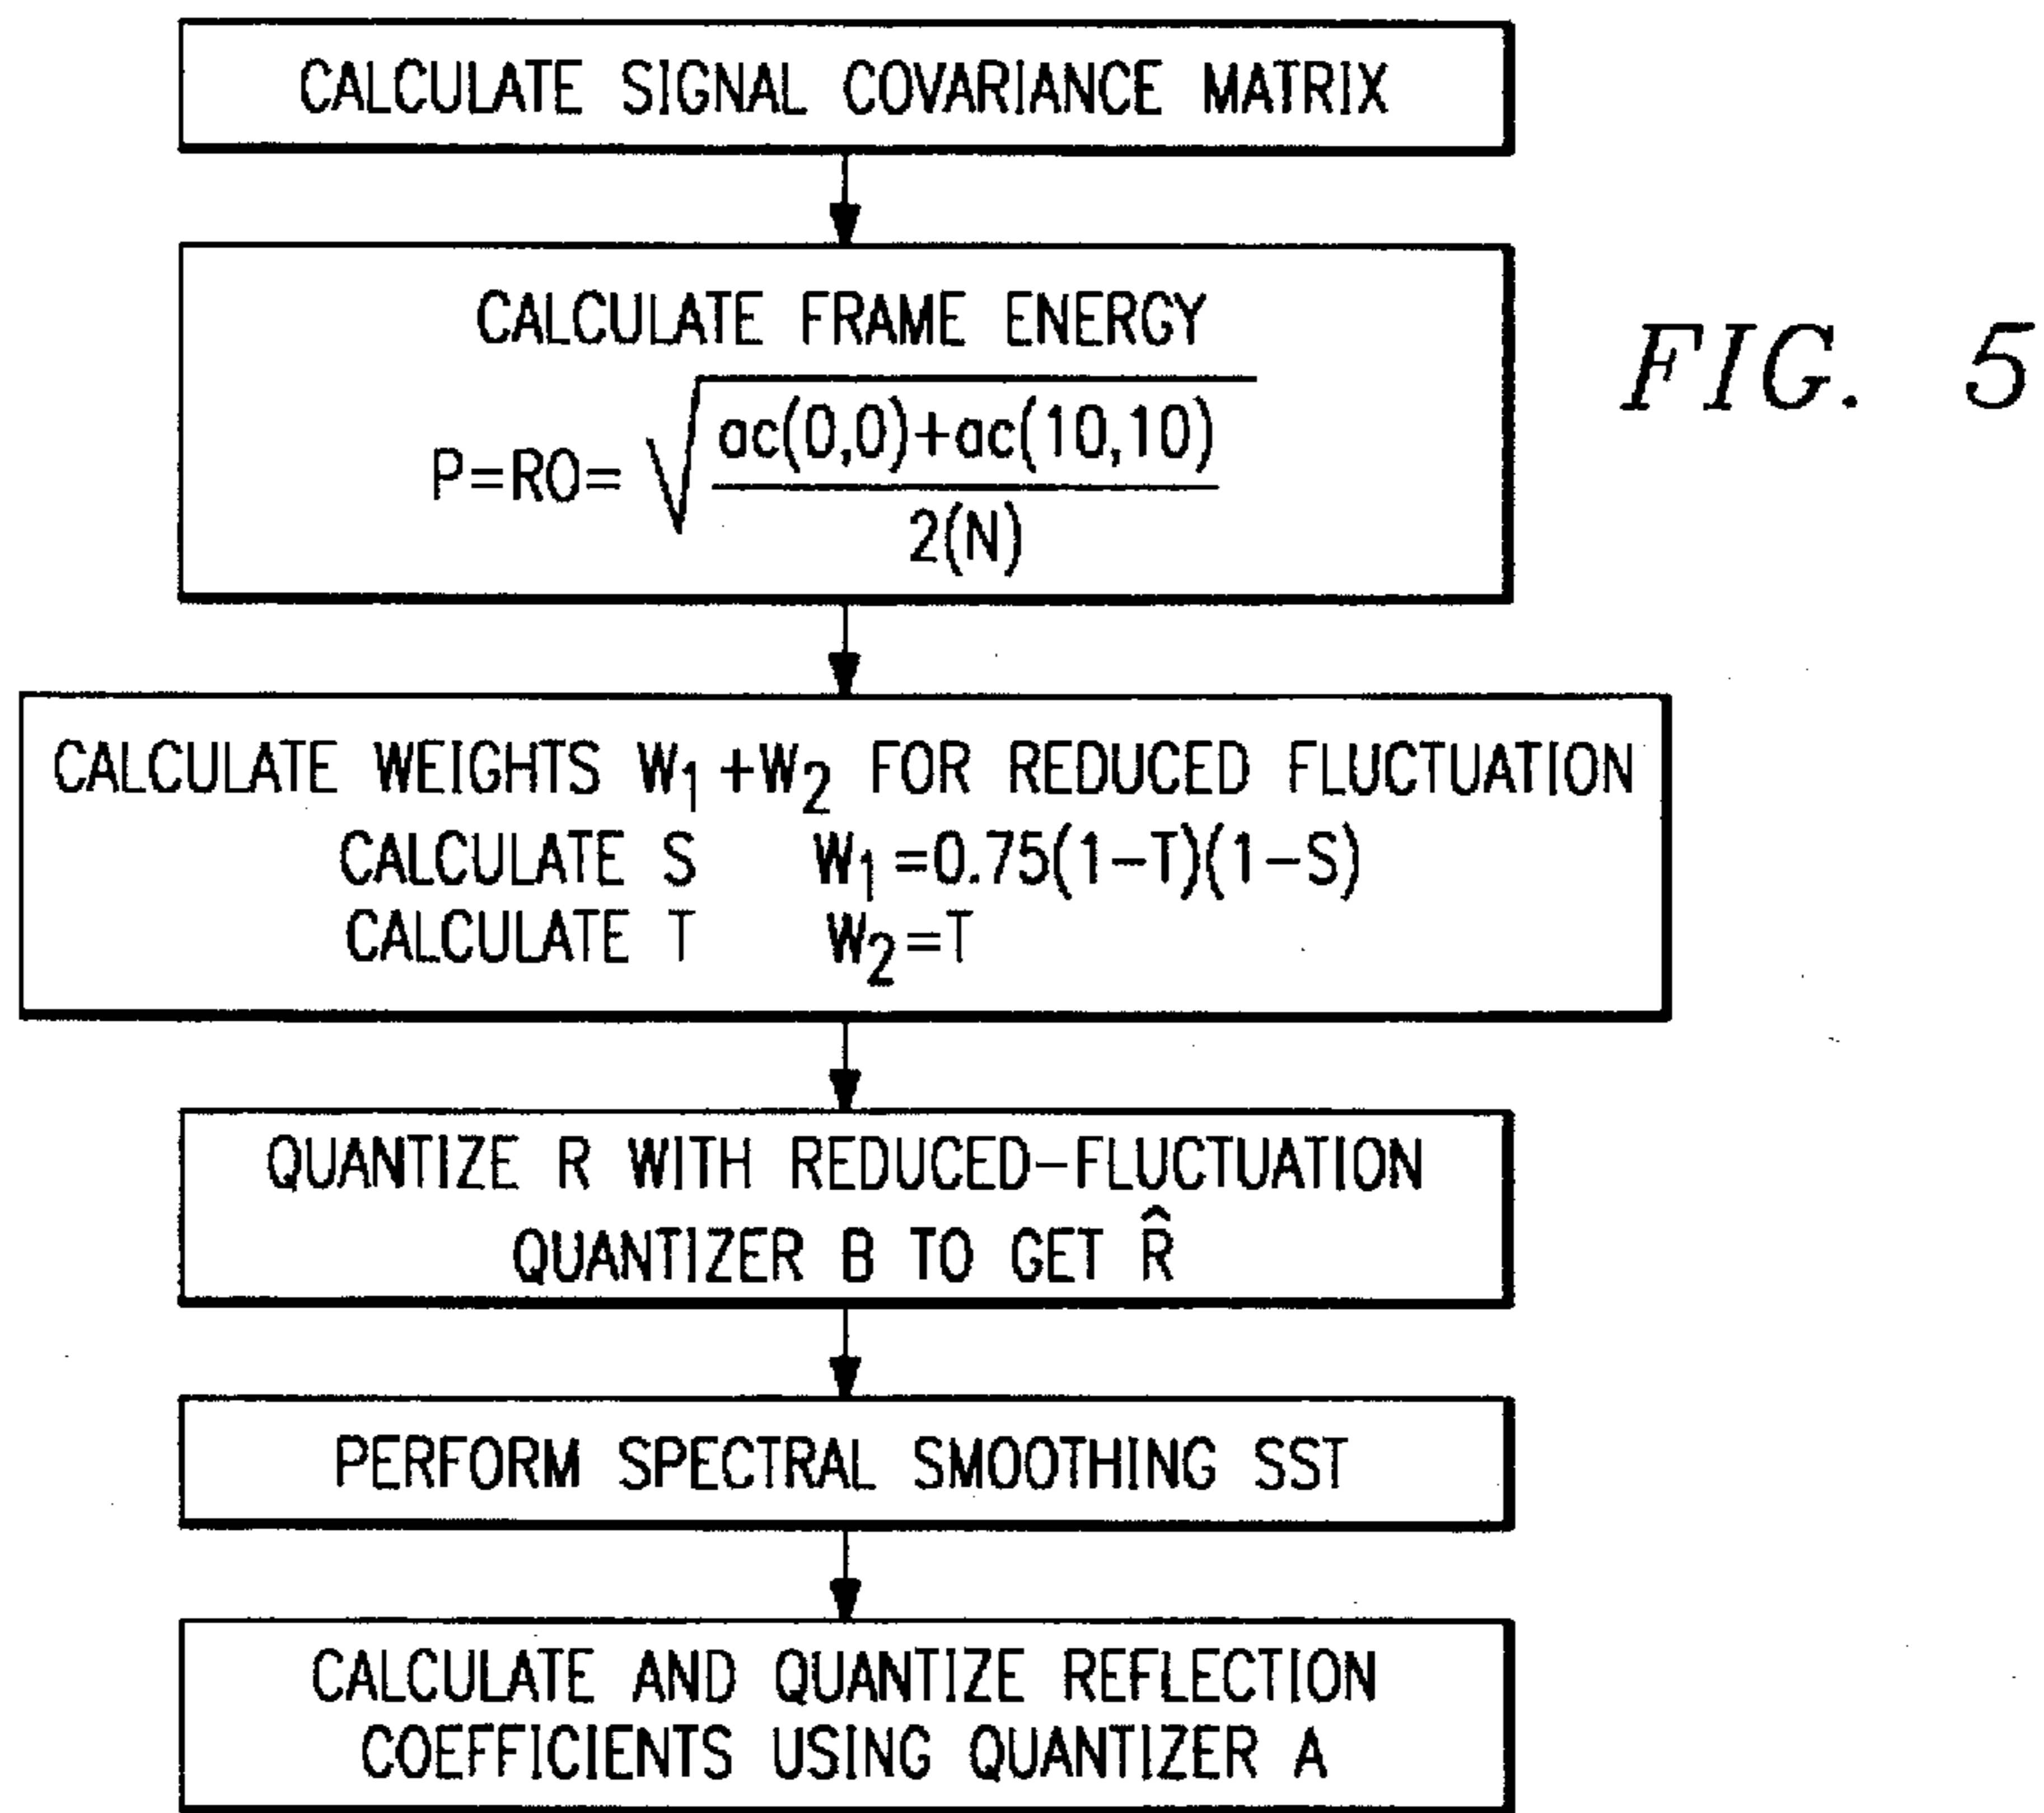 CALCULATE SIGNAL COVARIANCE MATRIX
CALCULATE FRAME ENERGY
P=RO= √ ac(0,0)+ac(10,10) / 2(N)
FIG. 5
CALCULATE WEIGHTS W₁+W₂ FOR REDUCED FLUCTUATION
CALCULATE S W₁=0.75(1-T)(1-S)
CALCULATE T W₂=T
QUANTIZE R WITH REDUCED-FLUCTUATION
QUANTIZER B TO GET R̂
PERFORM SPECTRAL SMOOTHING SST
CALCULATE AND QUANTIZE REFLECTION
COEFFICIENTS USING QUANTIZER A